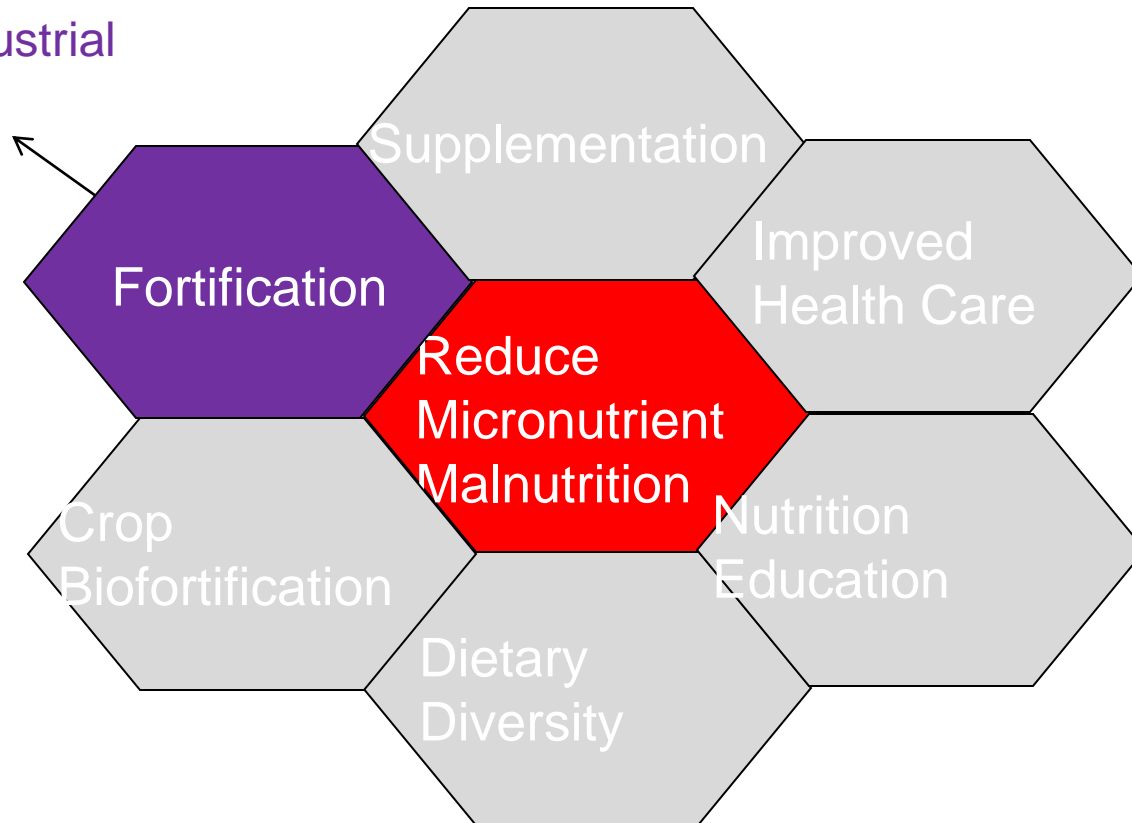 ustrial
Supplementation
Improved
Health Care
Fortification
Reduce
Micronutrient
Malnutrition
Nutrition
Education
Crop
Biofortification
Dietary
Diversity